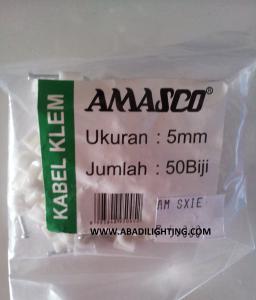 KABEL KLEM
AMASCO®
Ukuran : 5mm
Jumlah : 50Biji
AM SXIE
WWW.ABADILIGHTING.COM